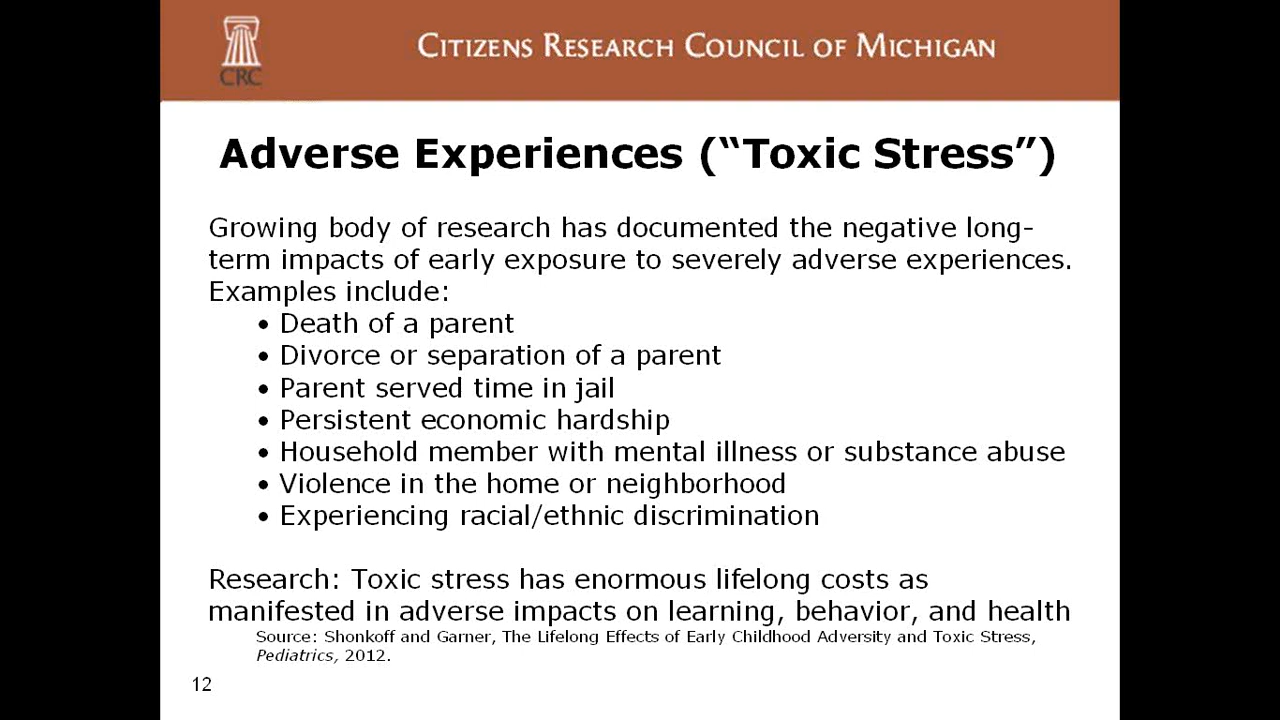 CRC
CITIZENS RESEARCH COUNCIL OF MICHIGAN
Adverse Experiences (“Toxic Stress”)
Growing body of research has documented the negative long-
term impacts of early exposure to severely adverse experiences.
Examples include:
• Death of a parent
• Divorce or separation of a parent
• Parent served time in jail
• Persistent economic hardship
• Household member with mental illness or substance abuse
• Violence in the home or neighborhood
• Experiencing racial/ethnic discrimination
Research: Toxic stress has enormous lifelong costs as
manifested in adverse impacts on learning, behavior, and health
Source: Shonkoff and Garner, The Lifelong Effects of Early Childhood Adversity and Toxic Stress,
Pediatrics, 2012.
12